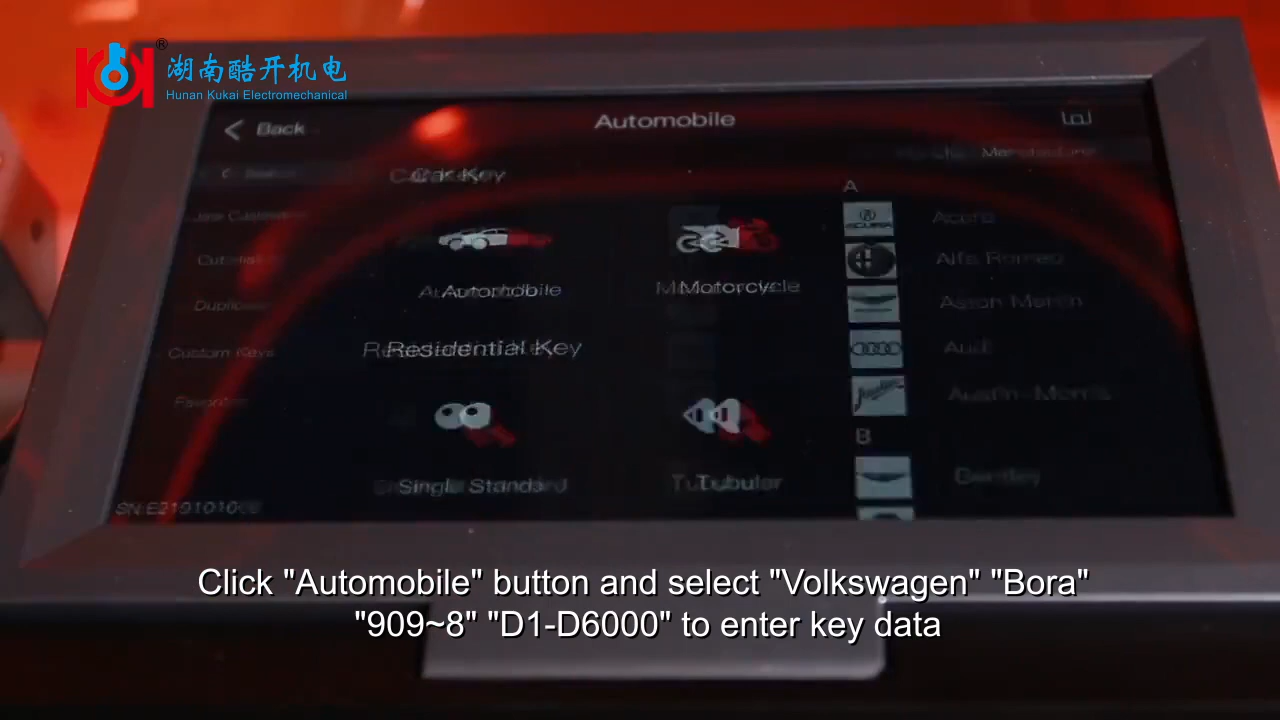 湖南酷开机电
Hunan Kukai Electromechanical
®
Back
Automobile
Car Key
Automobile
Motorcycle
Residential Key
Single Standard
Tubular
Custom Keys
A
Acura
Alfa Romeo
Aston Martin
Audi
Austin-Morris
B
Bentley
Click "Automobile" button and select "Volkswagen" "Bora"
"909~8" "D1-D6000" to enter key data